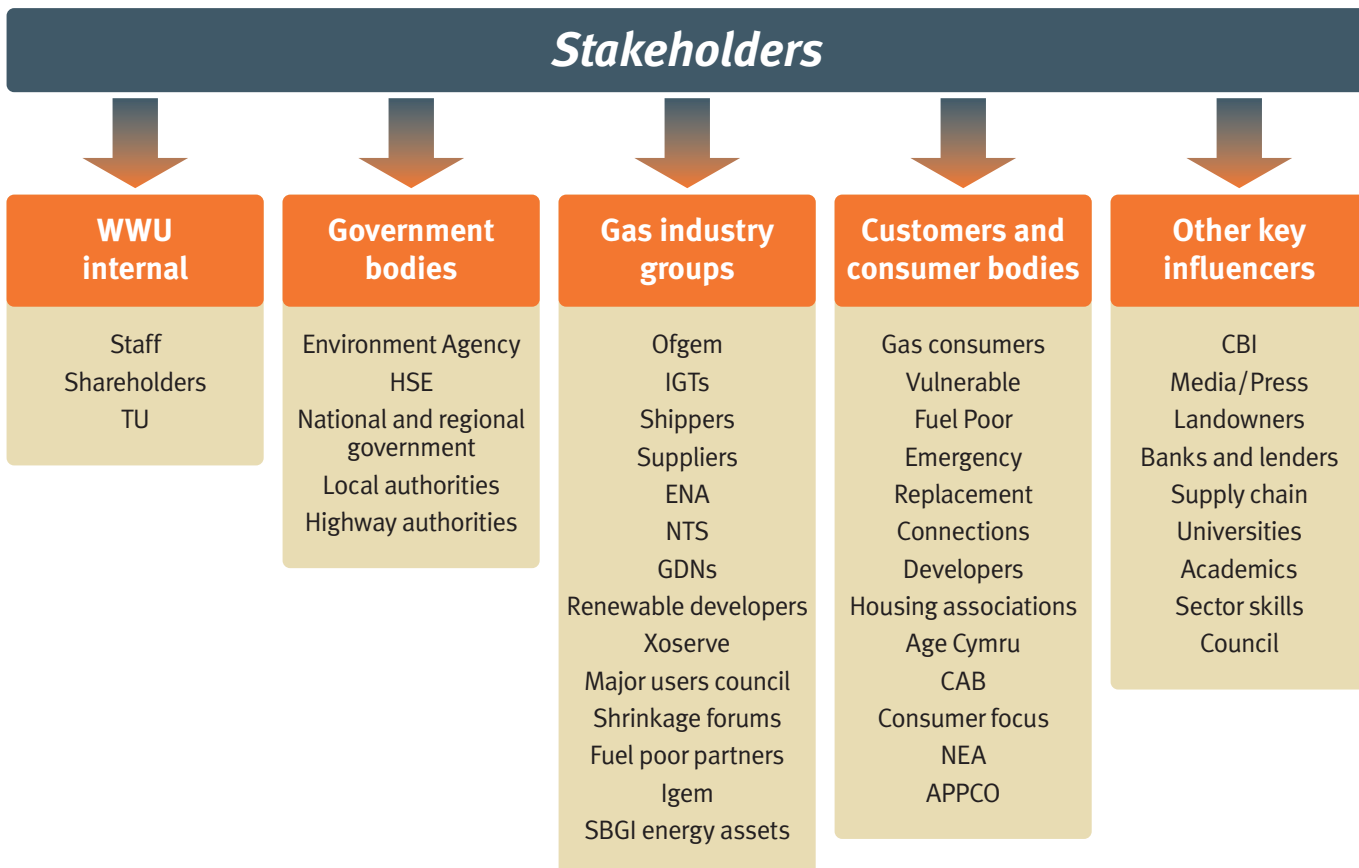 Stakeholders
WWU
internal
Staff
Shareholders
TU
Government
bodies
Environment Agency
HSE
National and regional
government
Local authorities
Highway authorities
Gas industry
groups
Ofgem
IGTs
Shippers
Suppliers
ENA
NTS
GDNs
Renewable developers
Xoserve
Major users council
Shrinkage forums
Fuel poor partners
Igem
SBGI energy assets
Customers and
consumer bodies
Gas consumers
Vulnerable
Fuel Poor
Emergency
Replacement
Connections
Developers
Housing associations
Age Cymru
CAB
Consumer focus
NEA
APPCO
Other key
influencers
CBI
Media/Press
Landowners
Banks and lenders
Supply chain
Universities
Academics
Sector skills
Council